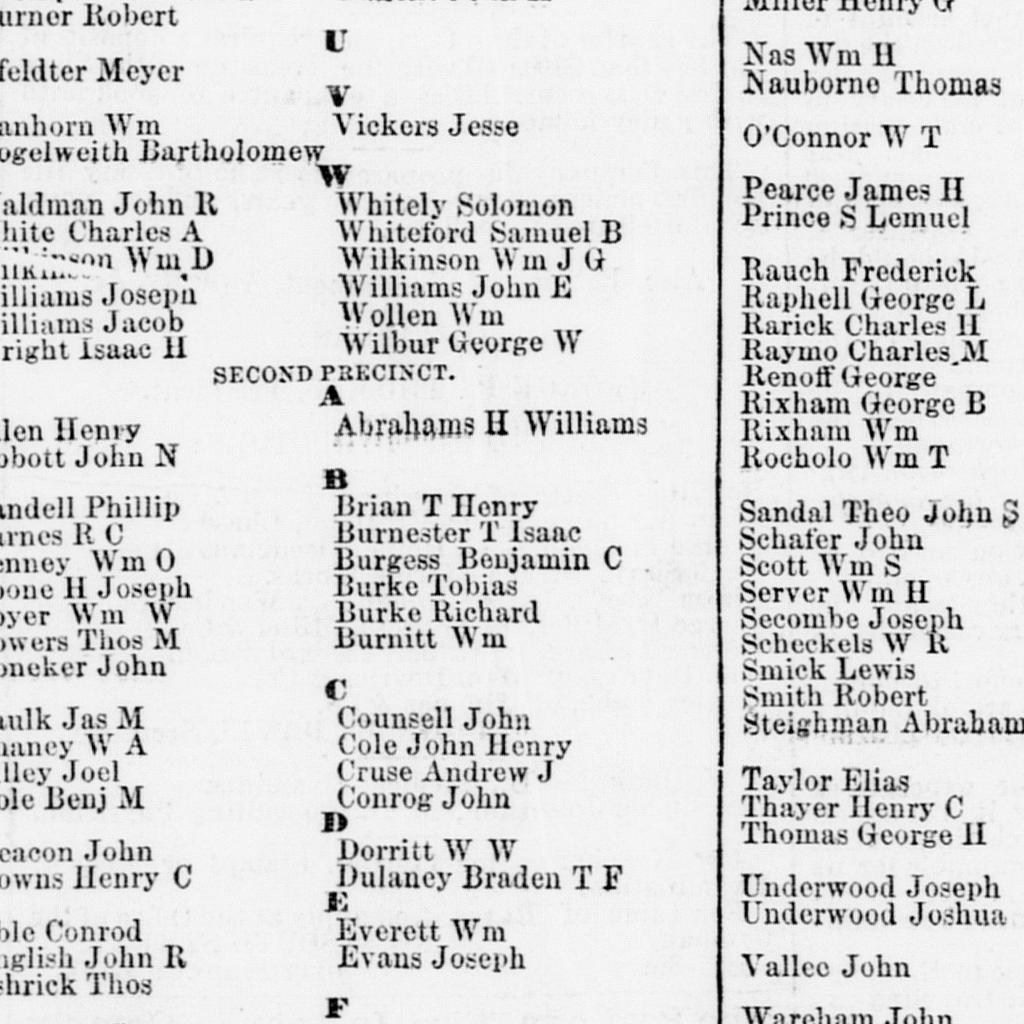 urner Robert
feldter Meyer
anhorn Wm
ogelweith Bartholomew
aldman John R
hite Charles A
Wm D
illiams Joseph
illiams Jacob
right Isaac H
U
V
Vickers Jesse
W
Whitely Solomon
Whiteford Samuel B
Wilkinson Wm J G
Williams John E
Wollen Wm
Wilbur George W
SECOND PRECINCT.
llen Henry
bbott John N
andell Phillip
arnes R C
enney Wm O
oone H Joseph
oyer Wm W
owers Thos M
oneker John
aulk Jas M
haney W A
lley Joel
ole Benj M
eacon John
owns Henry C
ble Conrod
nglish John R
shrick Thos
A
Abrahams H Williams
B
Brian T Henry
Burnester T Isaac
Burgess Benjamin C
Burke Tobias
Burke Richard
Burnitt Wm
C
Counsell John
Cole John Henry
Cruse Andrew J
Conrog John
D
Dorritt W W
Dulaney Braden T F
E
Everett Wm
Evans Joseph
F
Miller Henry G
Nas Wm H
Nauborne Thomas
O'Connor W T
Pearce James H
Prince S Lemuel
Rauch Frederick
Raphell George L
Rarick Charles H
Raymo Charles M
Renoff George
Rixham George B
Rixham Wm
Rocholo Wm T
Sandal Theo John S
Schafer John
Scott Wm S
Server Wm H
Secombe Joseph
Scheckels W R
Smick Lewis
Smith Robert
Steighman Abraham
Taylor Elias
Thayer Henry C
Thomas George H
Underwood Joseph
Underwood Joshua
Vallee John
Wareham John